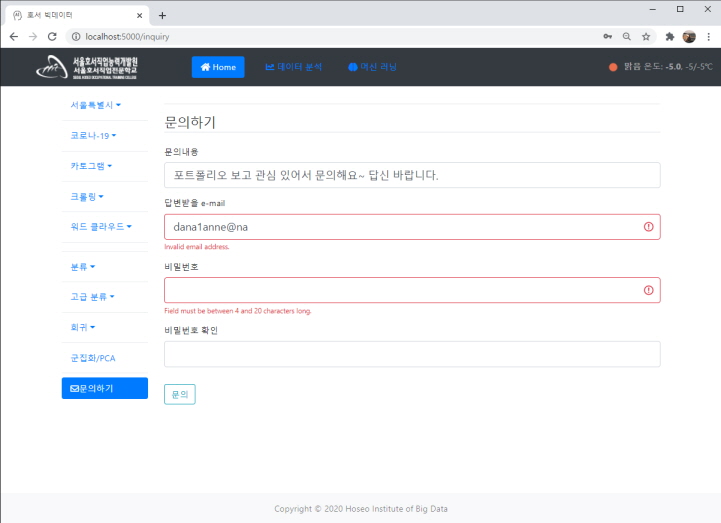 호서 빅데이터
localhost:5000/inquiry
서울호서직업능력개발원
서울호서직업전문학교
SEOUL HOSEO OCCUPATIONAL TRAINING COLLEGE
Home
데이터 분석
머신 러닝
맑음 온도: -5.0, -5/-5℃
서울특별시
코로나-19
카토그램
크롤링
워드 클라우드
분류
고급 분류
회귀
군집화/PCA
문의하기
문의하기
문의내용
포트폴리오 보고 관심 있어서 문의해요~ 답신 바랍니다.
답변받을 e-mail
dana1anne@na
Invalid email address.
비밀번호
Field must be between 4 and 20 characters long.
비밀번호 확인
문의
Copyright © 2020 Hoseo Institute of Big Data